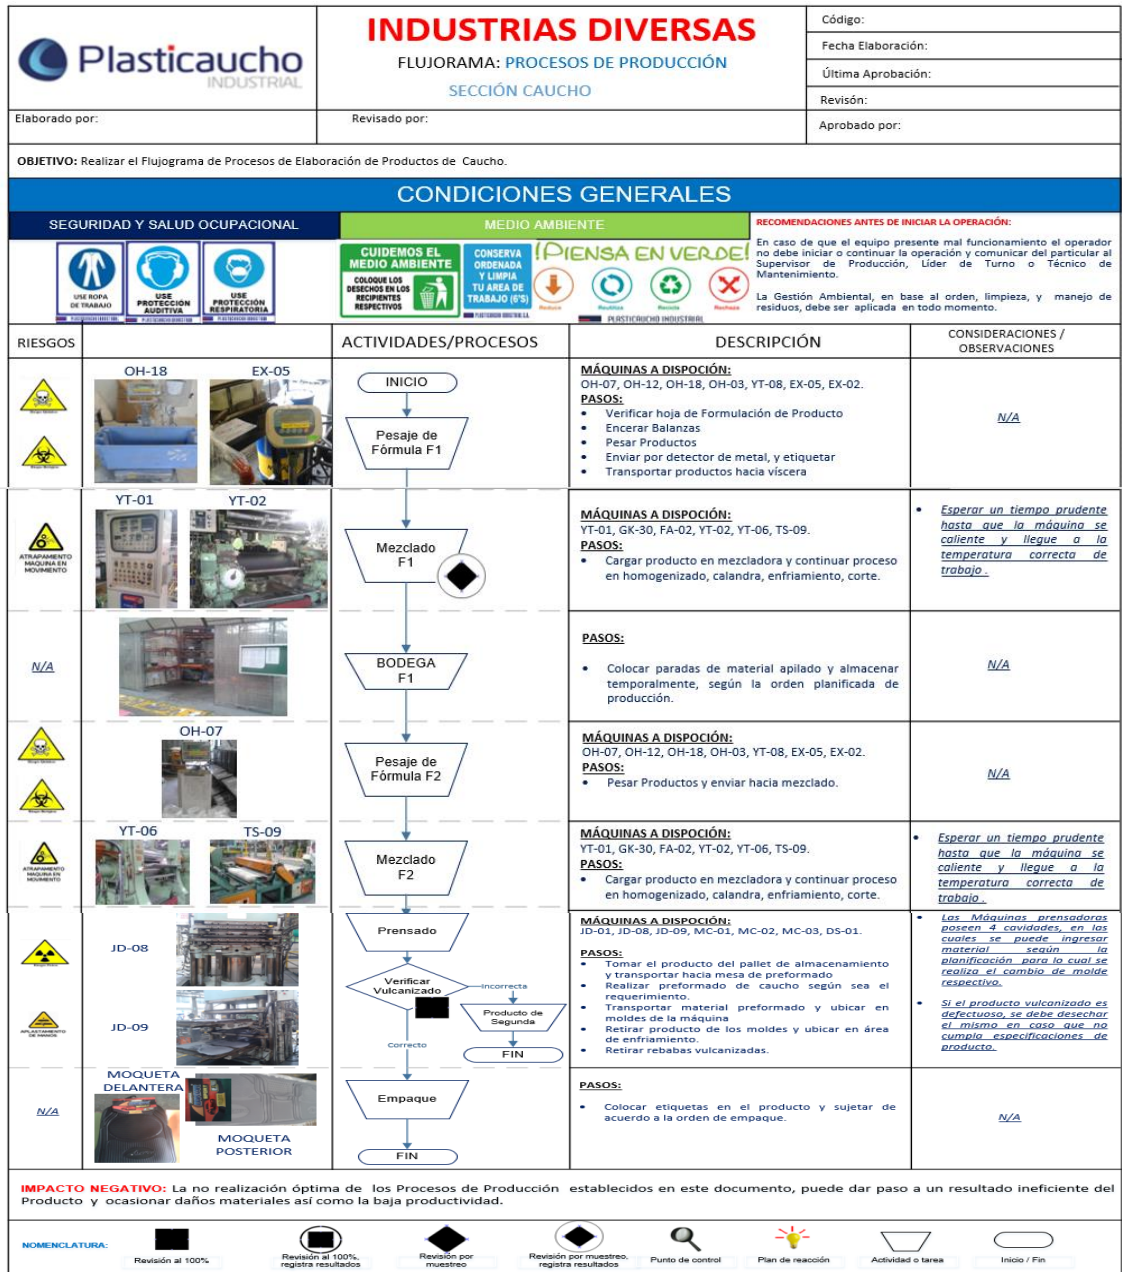 Plasticaucho
INDUSTRIAL
INDUSTRIAS DIVERSAS
FLUJORAMA: PROCESOS DE PRODUCCIÓN
SECCIÓN CAUCHO
Código:
Fecha Elaboración:
Última Aprobación:
Revisón:
Elaborado por:
Revisado por:
Aprobado por:
OBJETIVO: Realizar el Flujograma de Procesos de Elaboración de Productos de Caucho.
CONDICIONES GENERALES
SEGURIDAD Y SALUD OCUPACIONAL
USE ROPA
DE TRABAJO
USE
PROTECCIÓN
AUDITIVA
USE
PROTECCIÓN
RESPIRATORIA
MEDIO AMBIENTE
CUIDEMOS EL
MEDIO AMBIENTE
COLOQUE LOS
DESECHOS EN LOS
RECIPIENTES
RESPECTIVOS
CONSERVA
ORDENADA
Y LIMPIA
TU AREA DE
TRABAJO (6'S)
¡PIENSA EN VERDE!
Reduce
Reutiliza
Recicla
Rechaza
PLASTICAUCHO INDUSTRIAL S.A.
PLASTICAUCHO INDUSTRIAL
RECOMENDACIONES ANTES DE INICIAR LA OPERACIÓN:
En caso de que el equipo presente mal funcionamiento el operador
no debe iniciar o continuar la operación y comunicar del particular al
Supervisor de Producción, Líder de Turno o Técnico de
Mantenimiento.
La Gestión Ambiental, en base al orden, limpieza, y manejo de
residuos, debe ser aplicada en todo momento.
RIESGOS
ACTIVIDADES/PROCESOS
DESCRIPCIÓN
CONSIDERACIONES /
OBSERVACIONES
OH-18
EX-05
INICIO
Pesaje de
Fórmula F1
MÁQUINAS A DISPOCIÓN:
OH-07, OH-12, OH-18, OH-03, YT-08, EX-05, EX-02.
PASOS:
• Verificar hoja de Formulación de Producto
• Encerar Balanzas
• Pesar Productos
• Enviar por detector de metal, y etiquetar
• Transportar productos hacia víscera
N/A
ATRAPAMIENTO
MAQUINA EN
MOVIMIENTO
YT-01
YT-02
Mezclado
F1
MÁQUINAS A DISPOCIÓN:
YT-01, GK-30, FA-02, YT-02, YT-06, TS-09.
PASOS:
• Cargar producto en mezcladora y continuar proceso
en homogenizado, calandra, enfriamiento, corte.
• Esperar un tiempo prudente
hasta que la máquina se
caliente y llegue a la
temperatura correcta de
trabajo .
N/A
BODEGA
F1
PASOS:
• Colocar paradas de material apilado y almacenar
temporalmente, según la orden planificada de
producción.
N/A
OH-07
Pesaje de
Fórmula F2
MÁQUINAS A DISPOCIÓN:
OH-07, OH-12, OH-18, OH-03, YT-08, EX-05, EX-02.
PASOS:
• Pesar Productos y enviar hacia mezclado.
N/A
ATRAPAMIENTO
MAQUINA EN
MOVIMIENTO
YT-06
TS-09
Mezclado
F2
MÁQUINAS A DISPOCIÓN:
YT-01, GK-30, FA-02, YT-02, YT-06, TS-09.
PASOS:
• Cargar producto en mezcladora y continuar proceso
en homogenizado, calandra, enfriamiento, corte.
• Esperar un tiempo prudente
hasta que la máquina se
caliente y llegue a la
temperatura correcta de
trabajo .
APLASTAMIENTO
DE MANOS
JD-08
JD-09
Prensado
Verificar
Vulcanizado
Incorrecta
Producto de
Segunda
FIN
Correcto
MÁQUINAS A DISPOCIÓN:
JD-01, JD-08, JD-09, MC-01, MC-02, MC-03, DS-01.
PASOS:
• Tomar el producto del pallet de almacenamiento
y transportar hacia mesa de preformado
• Realizar preformado de caucho según sea el
requerimiento.
• Transportar material preformado y ubicar en
moldes de la máquina
• Retirar producto de los moldes y ubicar en área
de enfriamiento.
• Retirar rebabas vulcanizadas.
• Las Máquinas prensadoras
poseen 4 cavidades, en las
cuales se puede ingresar
material según la
planificación para lo cual se
realiza el cambio de molde
respectivo.
• Si el producto vulcanizado es
defectuoso, se debe desechar
el mismo en caso que no
cumpla especificaciones de
producto.
N/A
MOQUETA
DELANTERA
MOQUETA
POSTERIOR
Empaque
FIN
PASOS:
• Colocar etiquetas en el producto y sujetar de
acuerdo a la orden de empaque.
N/A
IMPACTO NEGATIVO: La no realización óptima de los Procesos de Producción establecidos en este documento, puede dar paso a un resultado ineficiente del
Producto y ocasionar daños materiales así como la baja productividad.
NOMENCLATURA:
Revisión al 100%
Revisión al 100%,
registra resultados
Revisión por
muestreo
Revisión por muestreo,
registra resultados
Punto de control
Plan de reacción
Actividad o tarea
Inicio / Fin